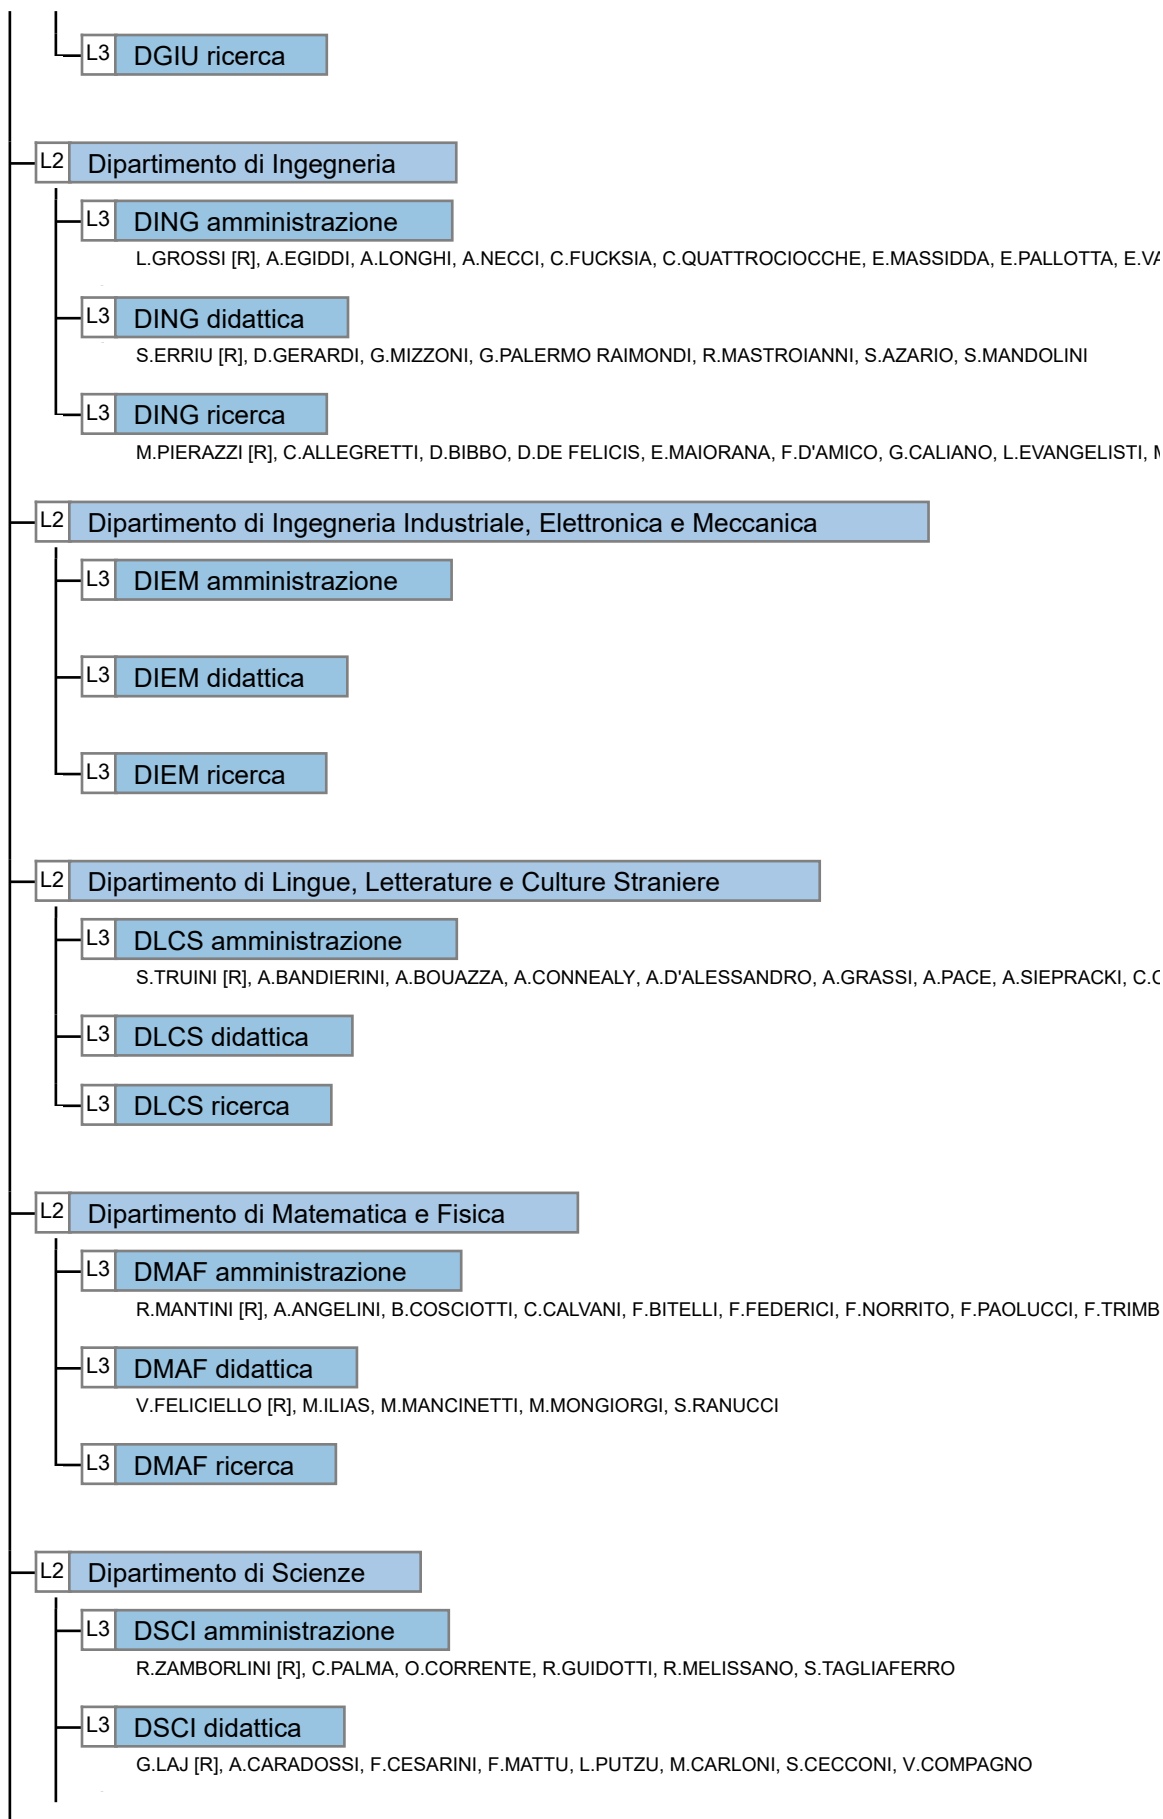 L3 DGIU ricerca
L2 Dipartimento di Ingegneria
L3 DING amministrazione
L.GROSSI [R], A.EGIDDI, A.LONGHI, A.NECCI, C.FUCKSIA, C.QUATTROCIOCCHE, E.MASSIDDA, E.PALLOTTA,
L3 DING didattica
S.ERRIU [R], D.GERARDI, G.MIZZONI, G.PALERMO RAIMONDI, R.MASTROIANNI, S.AZARIO, S.MANDOLINI
L3 DING ricerca
M.PIERAZZI [R], C.ALLEGRETTI, D.BIBBO, D.DE FELICIS, E.MAIORANA, F.D'AMICO, G.CALIANO, L.EVANGELISTI,
L2 Dipartimento di Ingegneria Industriale, Elettronica e Meccanica
L3 DIEM amministrazione
L3 DIEM didattica
L3 DIEM ricerca
L2 Dipartimento di Lingue, Letterature e Culture Straniere
L3 DLCS amministrazione
S.TRUINI [R], A.BANDIERINI, A.BOUAZZA, A.CONNEALY, A.D'ALESSANDRO, A.GRASSI, A.PACE, A.SIEPRACKI,
L3 DLCS didattica
L3 DLCS ricerca
L2 Dipartimento di Matematica e Fisica
L3 DMAF amministrazione
R.MANTINI [R], A.ANGELINI, B.COSCIOTTI, C.CALVANI, F.BITELLI, F.FEDERICI, F.NORRITO, F.PAOLUCCI, F.TRIMB
L3 DMAF didattica
V.FELICIELLO [R], M.ILIAS, M.MANCINETTI, M.MONGIORGI, S.RANUCCI
L3 DMAF ricerca
L2 Dipartimento di Scienze
L3 DSCI amministrazione
R.ZAMBORLINI [R], C.PALMA, O.CORRENTE, R.GUIDOTTI, R.MELISSANO, S.TAGLIAFERRO
L3 DSCI didattica
G.LAJ [R], A.CARADOSSI, F.CESARINI, F.MATTU, L.PUTZU, M.CARLONI, S.CECCONI, V.COMPAGNO